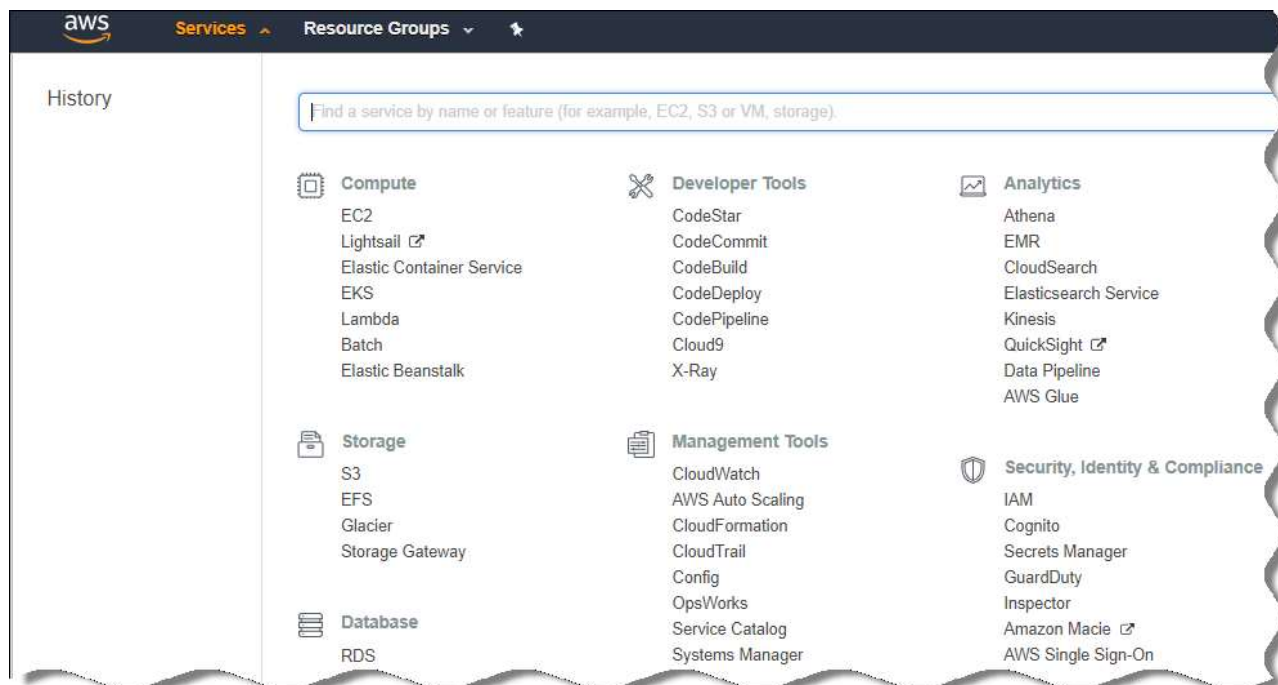 aws Services Resource Groups
History
Find a service by name or feature (for example, EC2, S3 or VM, storage).
Compute
EC2
Lightsail
Elastic Container Service
EKS
Lambda
Batch
Elastic Beanstalk
Storage
S3
EFS
Glacier
Storage Gateway
Database
RDS
Developer Tools
CodeStar
CodeCommit
CodeBuild
CodeDeploy
CodePipeline
Cloud9
X-Ray
Management Tools
CloudWatch
AWS Auto Scaling
CloudFormation
CloudTrail
Config
OpsWorks
Service Catalog
Systems Manager
Analytics
Athena
EMR
CloudSearch
Elasticsearch Service
Kinesis
QuickSight
Data Pipeline
AWS Glue
Security, Identity & Compliance
IAM
Cognito
Secrets Manager
GuardDuty
Inspector
Amazon Macie
AWS Single Sign-On